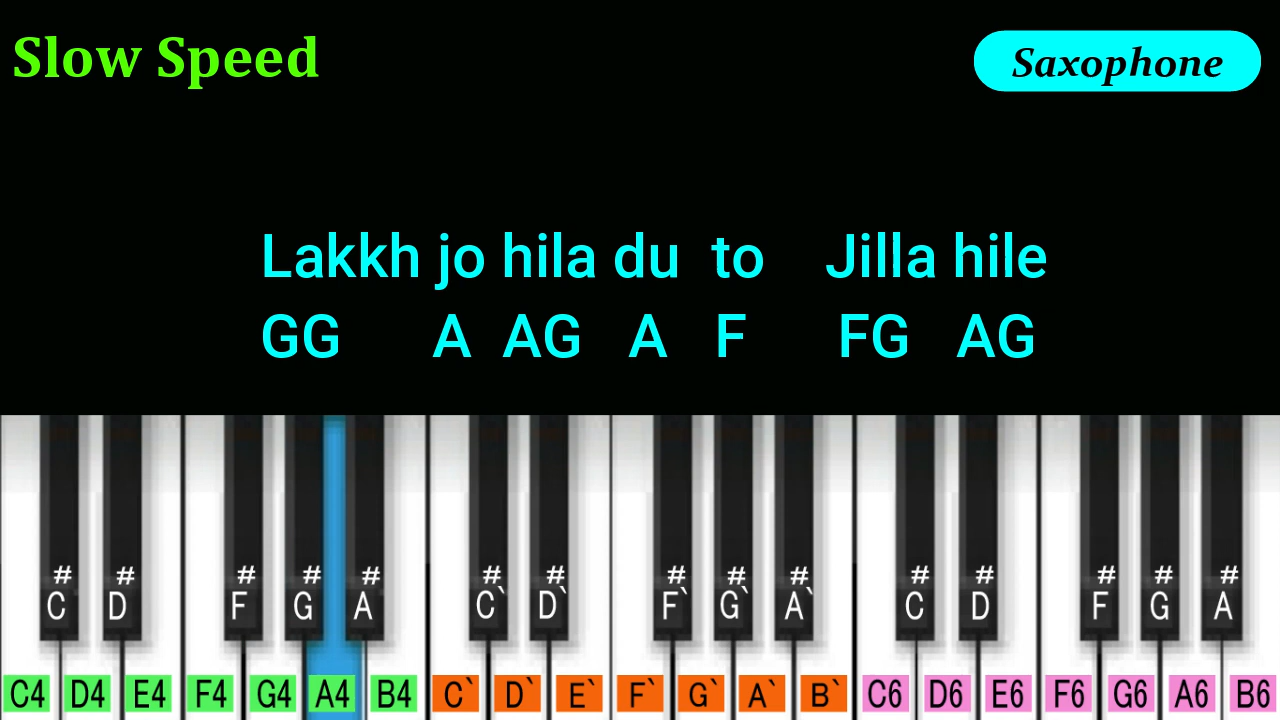 Slow Speed
Saxophone
Lakkh jo hila du to Jilla hile
GG A AG A F FG AG
# # # # # # # # # # # # # # #
C D F G A C` D` F` G` A` C D F G A
C4 D4 E4 F4 G4 A4 B4 C` D` E` F` G` A` B` C6 D6 E6 F6 G6 A6 B6